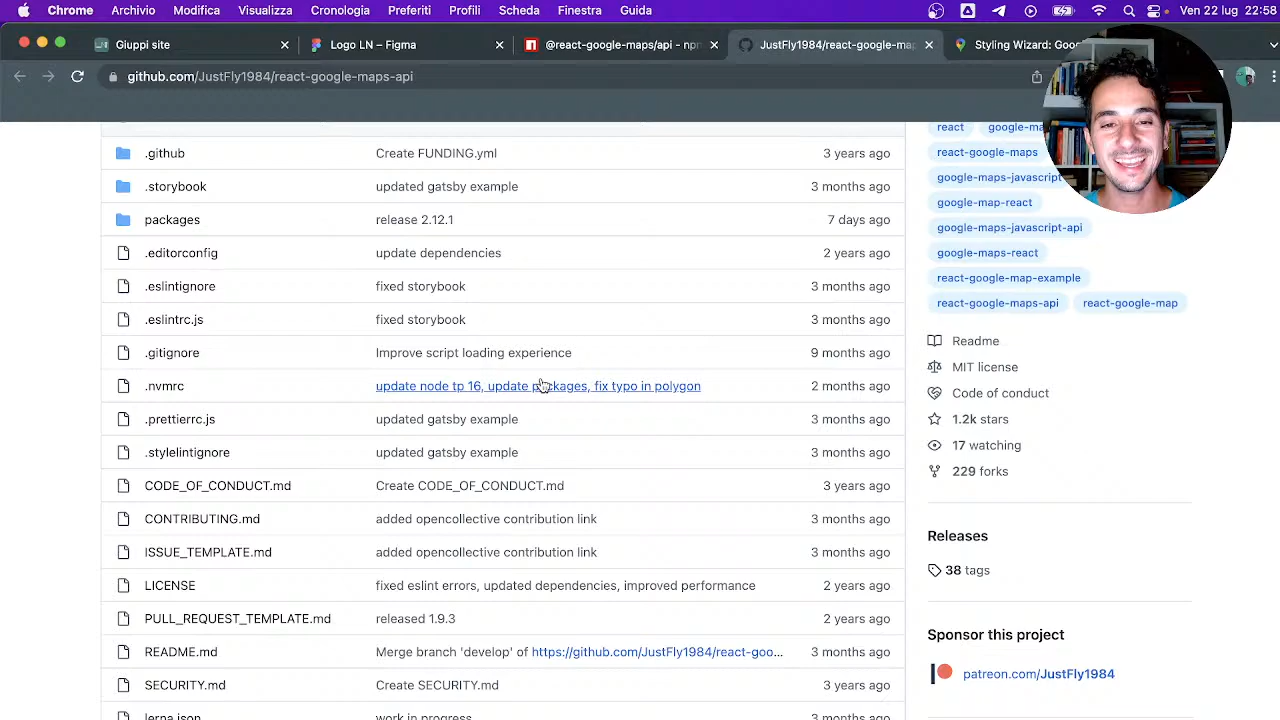 Chrome Archivio Modifica Visualizza Cronologia Preferiti Profili Scheda Finestra Guida Ven 22 lug 22:58
Giuppi site
Logo LN – Figma
@react-google-maps/api - npm
JustFly1984/react-google-map
Styling Wizard: Goo
github.com/JustFly1984/react-google-maps-api
.github Create FUNDING.yml 3 years ago
.storybook updated gatsby example 3 months ago
packages release 2.12.1 7 days ago
.editorconfig update dependencies 2 years ago
.eslintignore fixed storybook 3 months ago
.eslintrc.js fixed storybook 3 months ago
.gitignore Improve script loading experience 9 months ago
.nvmrc update node tp 16, update packages, fix typo in polygon 2 months ago
.prettierrc.js updated gatsby example 3 months ago
.stylelintignore updated gatsby example 3 months ago
CODE_OF_CONDUCT.md Create CODE_OF_CONDUCT.md 3 years ago
CONTRIBUTING.md added opencollective contribution link 3 months ago
ISSUE_TEMPLATE.md added opencollective contribution link 3 months ago
LICENSE fixed eslint errors, updated dependencies, improved performance 2 years ago
PULL_REQUEST_TEMPLATE.md released 1.9.3 2 years ago
README.md Merge branch 'develop' of https://github.com/JustFly1984/react-goo... 3 months ago
SECURITY.md Create SECURITY.md 3 years ago
lerna.json work in progress
react google-ma
react-google-maps
google-maps-javascript
google-map-react
google-maps-javascript-api
google-maps-react
react-google-map-example
react-google-maps-api react-google-map
Readme
MIT license
Code of conduct
1.2k stars
17 watching
229 forks
Releases
38 tags
Sponsor this project
patreon.com/JustFly1984